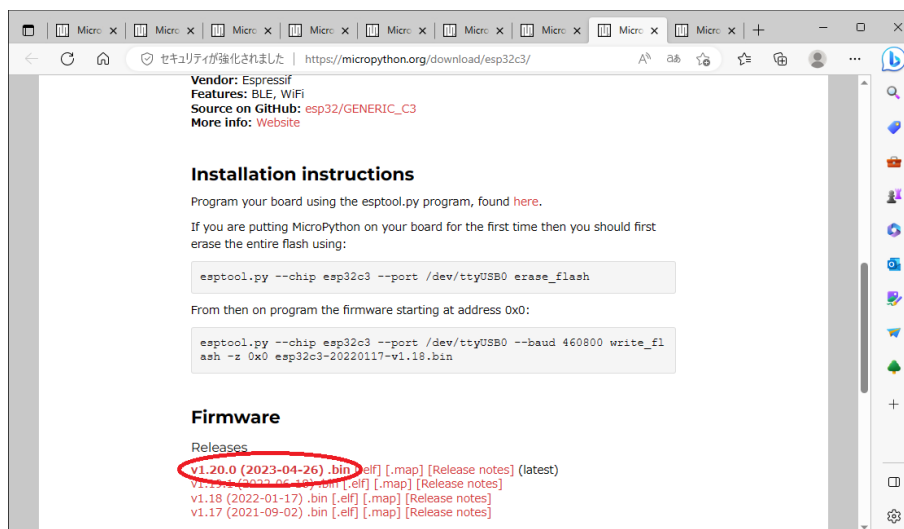 Micro Micro Micro Micro Micro Micro Micro Micro Micro
セキュリティが強化されました | https://micropython.org/download/esp32c3/
Vendor: Espressif
Features: BLE, WiFi
Source on GitHub: esp32/GENERIC_C3
More info: Website
Installation instructions
Program your board using the esptool.py program, found here.
If you are putting MicroPython on your board for the first time then you should first
erase the entire flash using:
esptool.py --chip esp32c3 --port /dev/ttyUSB0 erase_flash
From then on program the firmware starting at address 0x0:
esptool.py --chip esp32c3 --port /dev/ttyUSB0 --baud 460800 write_fl
ash -z 0x0 esp32c3-20220117-v1.18.bin
Firmware
Releases
v1.20.0 (2023-04-26) .bin [.elf] [.map] [Release notes] (latest)
v1.19.1 (2022-06-18) .bin [.elf] [.map] [Release notes]
v1.18 (2022-01-17) .bin [.elf] [.map] [Release notes]
v1.17 (2021-09-02) .bin [.elf] [.map] [Release notes]